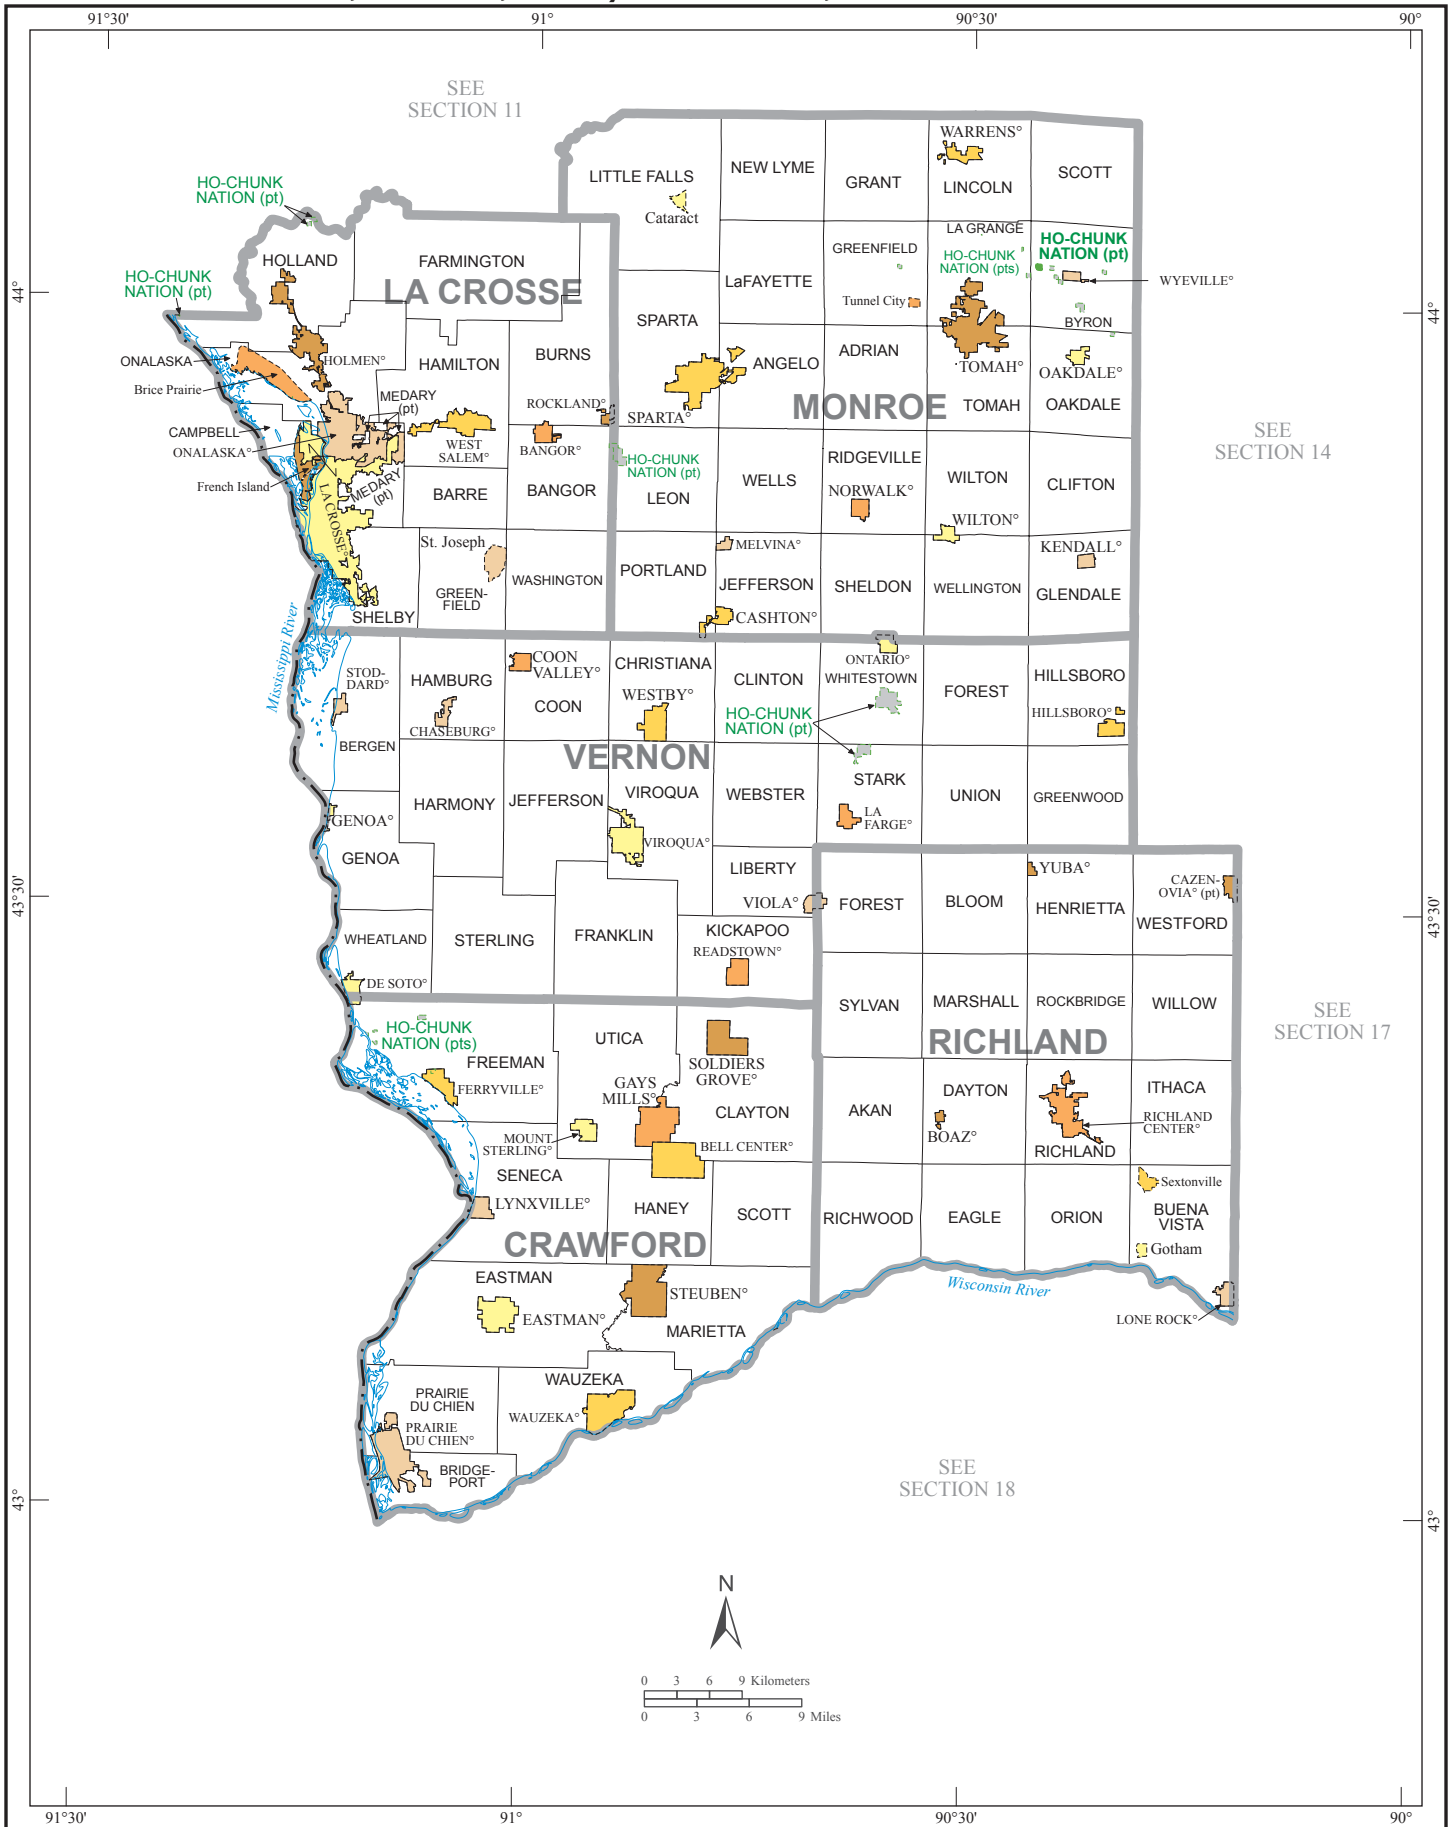 91°30'
91°
90°30'
90°
SEE
SECTION 11
WARRENS°
NEW LYME
SCOTT
LITTLE FALLS
GRANT
LINCOLN
HO-CHUNK
NATION (pt)
Cataract
LA GRANGE
GREENFIELD
HO-CHUNK
NATION (pts)
HO-CHUNK
NATION (pt)
HOLLAND
FARMINGTON
HO-CHUNK
NATION (pt)
LA CROSSE
LaFAYETTE
WYEVILLE°
44°
44°
Tunnel City
SPARTA
BYRON
ONALASKA
HOLMEN°
HAMILTON
BURNS
ANGELO
ADRIAN
TOMAH°
OAKDALE°
Brice Prairie
MEDARY
(pt)
ROCKLAND°
SPARTA°
MONROE
TOMAH
OAKDALE
CAMPBELL
ONALASKA°
WEST
SALEM°
BANGOR°
SEE
SECTION 14
HO-CHUNK
NATION (pt)
RIDGEVILLE
French Island
MEDARY
(pt)
BARRE
BANGOR
LEON
WELLS
WILTON
CLIFTON
NORWALK°
LA CROSSE°
WILTON°
St. Joseph
MELVINA°
KENDALL°
WASHINGTON
PORTLAND
JEFFERSON
SHELDON
WELLINGTON
GLENDALE
GREEN-
FIELD
SHELBY
CASHTON°
Mississippi River
COON
VALLEY°
CHRISTIANA
ONTARIO°
STOD-
DARD°
HAMBURG
CLINTON
WHITESTOWN
FOREST
HILLSBORO
WESTBY°
COON
HO-CHUNK
NATION (pt)
HILLSBORO°
CHASEBURG°
BERGEN
VERNON
STARK
HARMONY
JEFFERSON
VIROQUA
WEBSTER
UNION
GREENWOOD
GENOA°
LA
FARGE°
VIROQUA°
GENOA
LIBERTY
YUBA°
CAZEN-
OVIA° (pt)
43°30'
43°30'
VIOLA°
FOREST
BLOOM
HENRIETTA
WESTFORD
WHEATLAND
STERLING
FRANKLIN
KICKAPOO
READSTOWN°
DE SOTO°
SYLVAN
MARSHALL
ROCKBRIDGE
WILLOW
SEE
SECTION 17
HO-CHUNK
NATION (pts)
UTICA
RICHLAND
FREEMAN
SOLDIERS
GROVE°
FERRYVILLE°
GAYS
MILLS°
DAYTON
ITHACA
CLAYTON
AKAN
RICHLAND
CENTER°
MOUNT
STERLING°
BELL CENTER°
BOAZ°
RICHLAND
SENECA
Sextonville
LYNXVILLE°
HANEY
SCOTT
RICHWOOD
EAGLE
ORION
BUENA
VISTA
CRAWFORD
Gotham
EASTMAN
Wisconsin River
STEUBEN°
EASTMAN°
LONE ROCK°
MARIETTA
WAUZEKA
PRAIRIE
DU CHIEN
WAUZEKA°
PRAIRIE
DU CHIEN°
BRIDGE-
PORT
SEE
SECTION 18
43°
43°
N
0 3 6 9 Kilometers
0 3 6 9 Miles
91°30'
91°
90°30'
90°